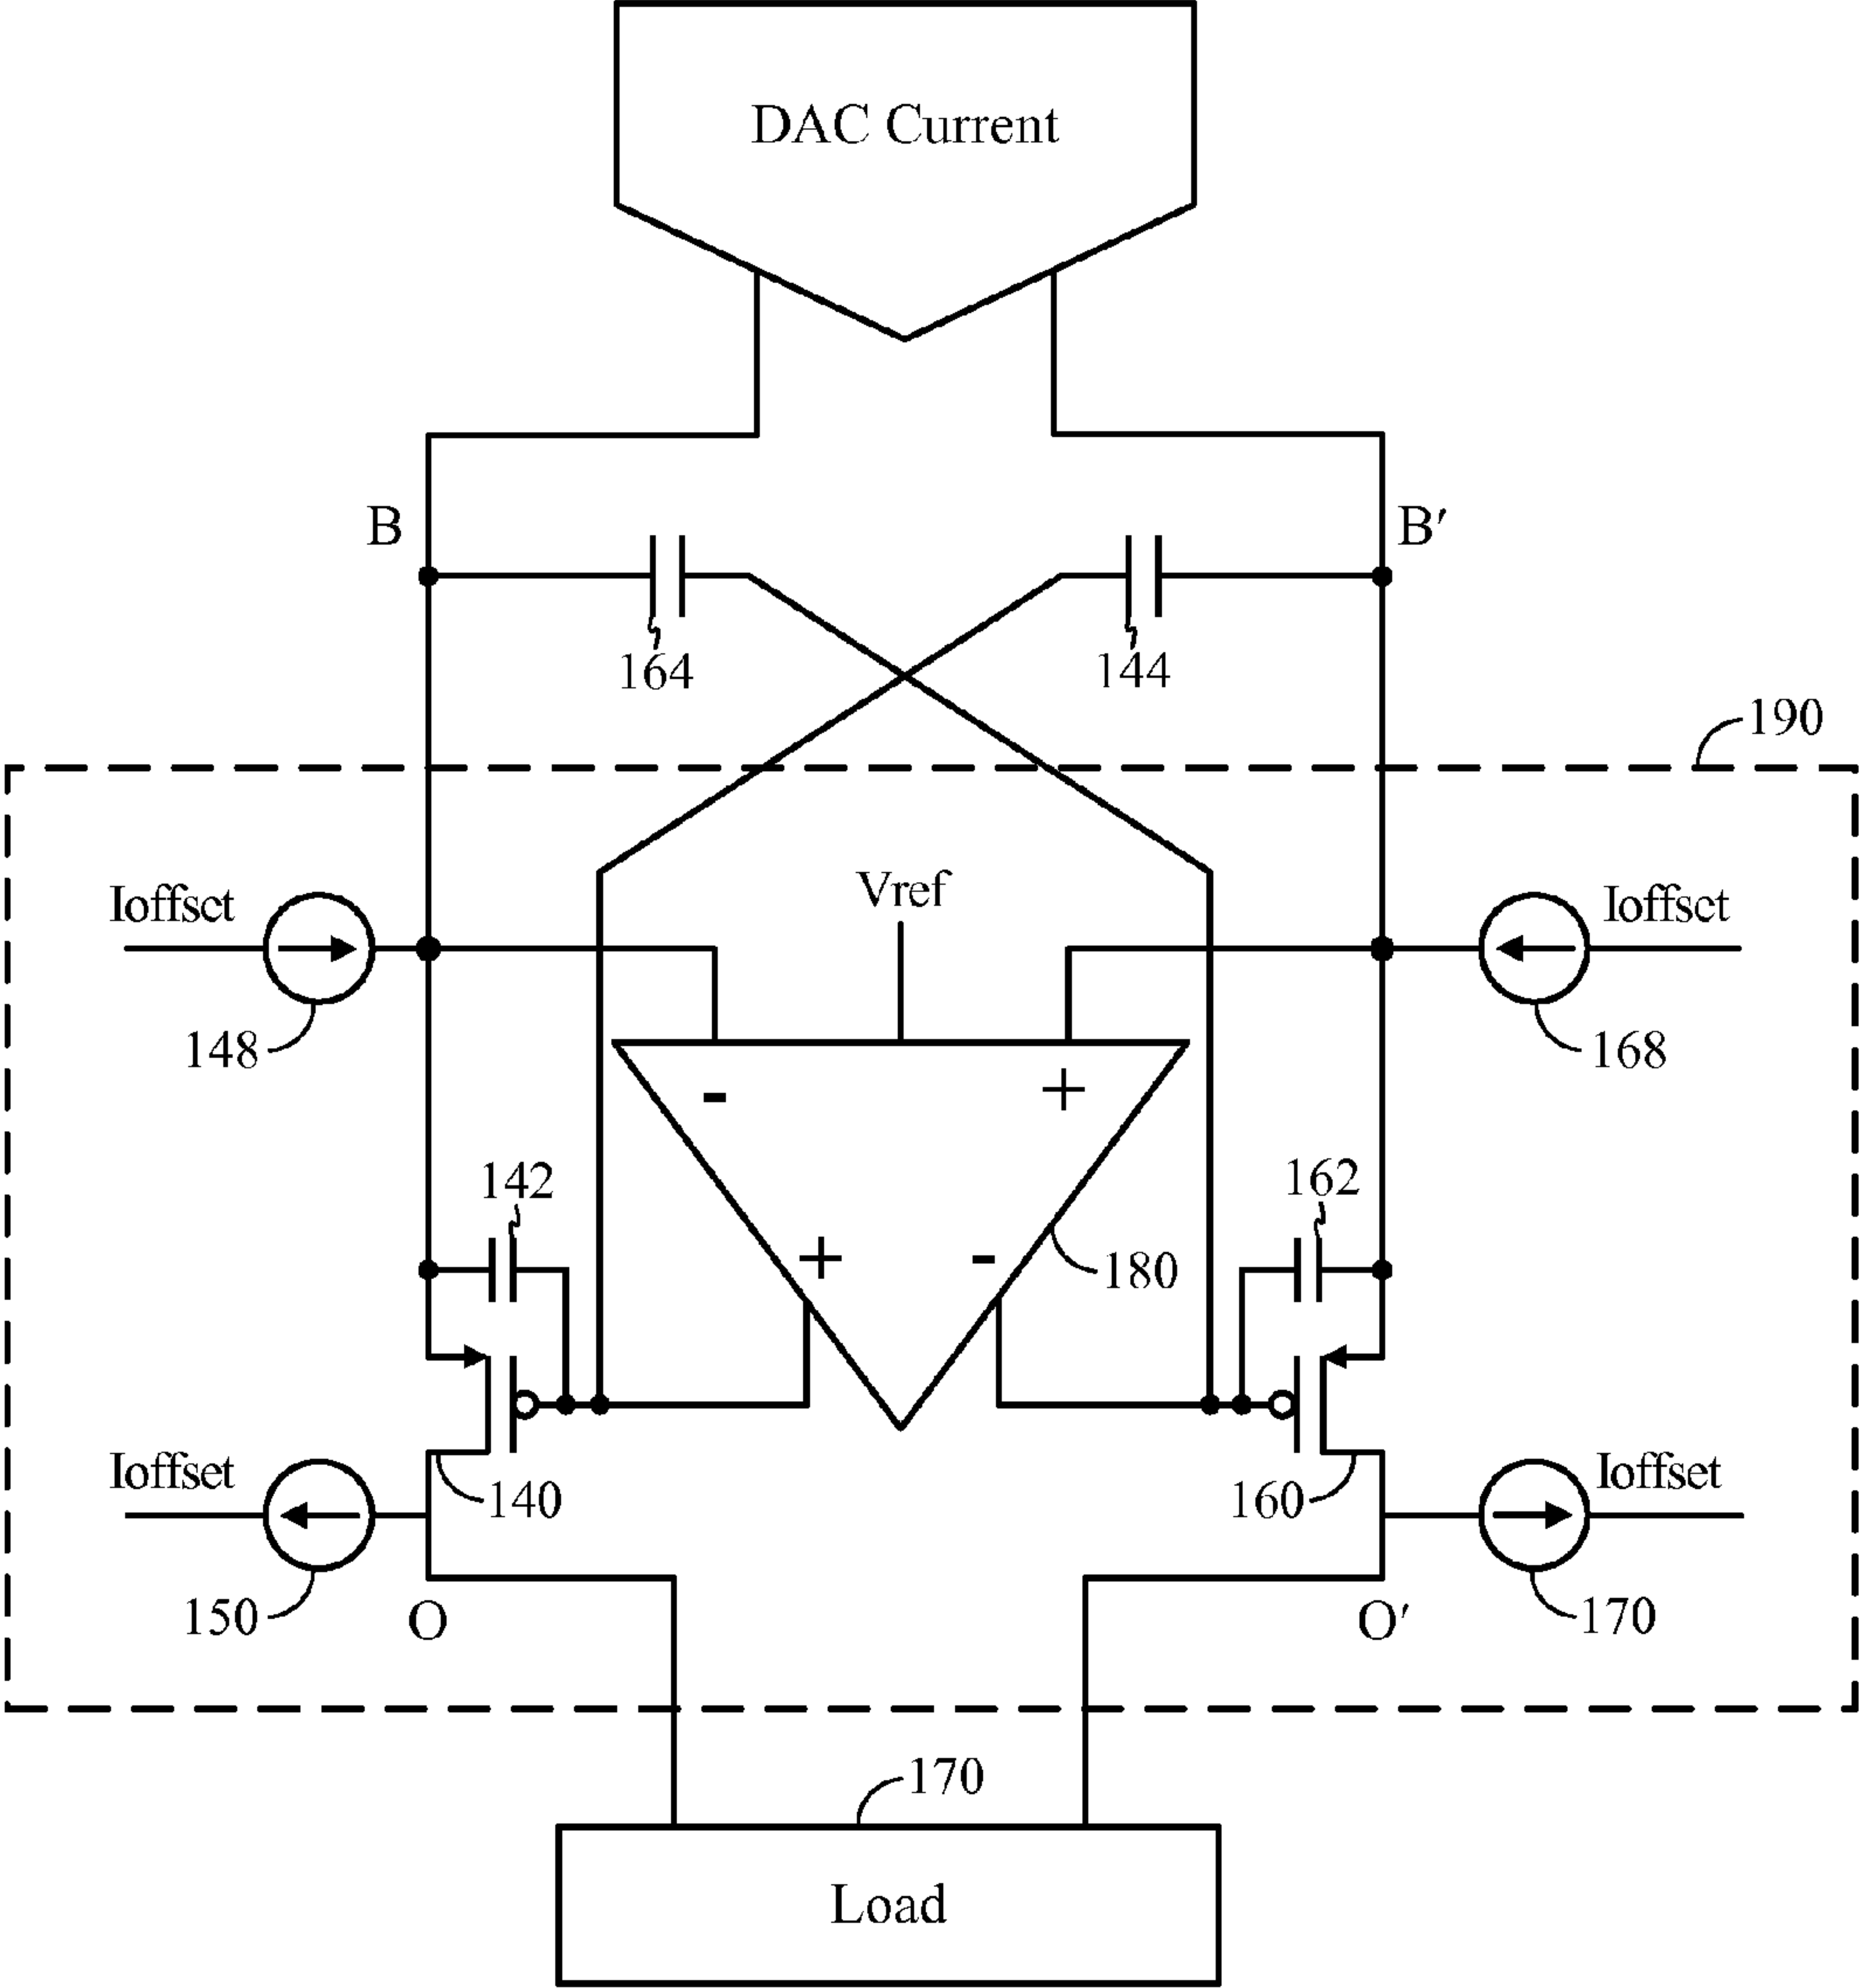 DAC Current
B
B′
164
144
190
Ioffsct
Vref
Ioffsct
148
168
-
+
142
162
+
-
180
Ioffset
140
160
Ioffset
150
O
O′
170
170
Load